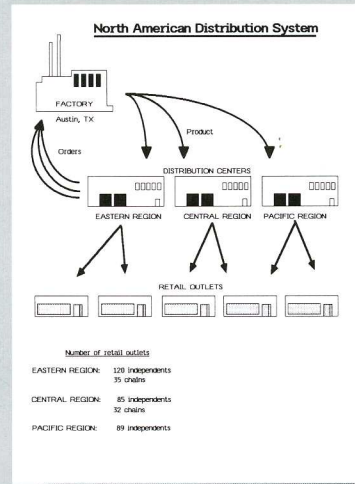 North American Distribution System
FACTORY
Austin, TX
Product
Orders
DISTRIBUTION CENTERS
EASTERN REGION CENTRAL REGION PACIFIC REGION
RETAIL OUTLETS
Number of retail outlets
EASTERN REGION: 120 independents
35 chains
CENTRAL REGION: 85 independents
32 chains
PACIFIC REGION: 89 independents